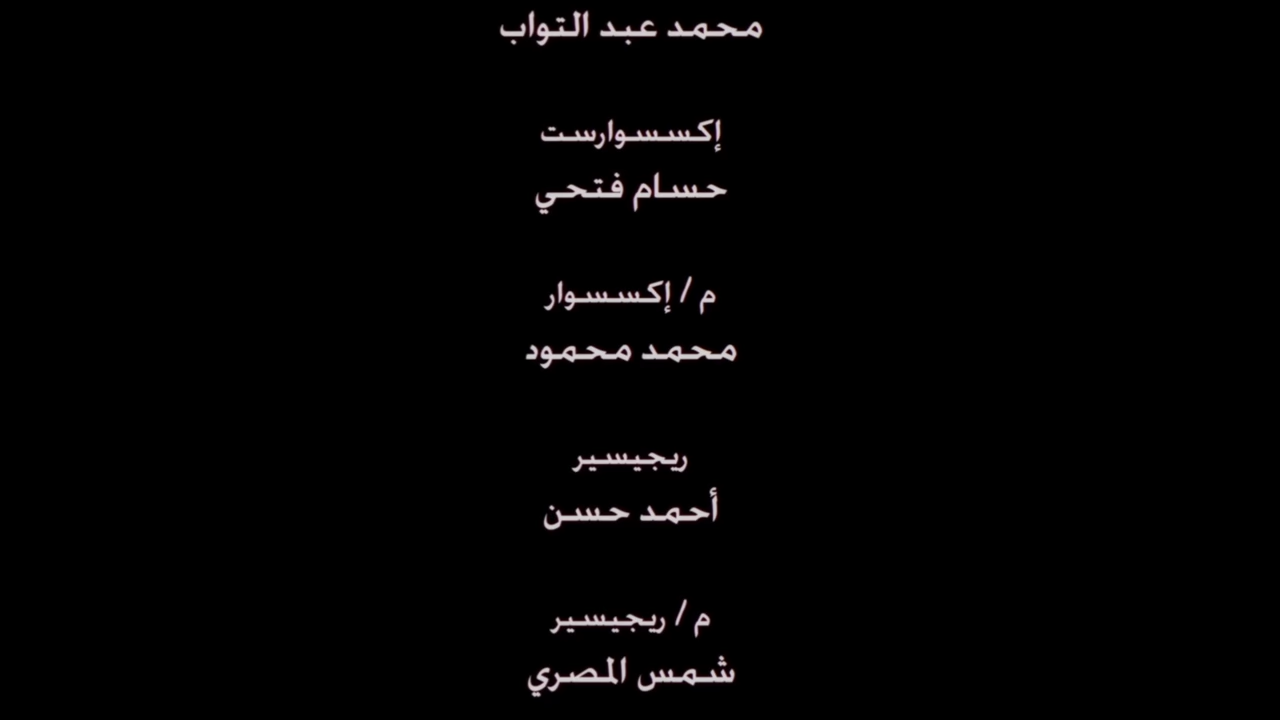 محمد عبد التواب
إكسسوارست
حسام فتحي
م / إكسسوار
محمد محمود
ريجيسير
أحمد حسن
م / ريجيسير
شمس المصري